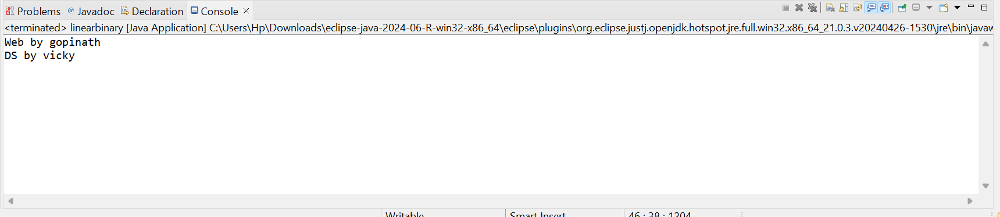 Problems @ Javadoc Declaration Console
<terminated> linearbinary [Java Application] C:\Users\Hp\Downloads\eclipse-java-2024-06-R-win32-x86_64\eclipse\plugins\org.eclipse.justj.openjdk.hotspot.jre.full.win32.x86_64_21.0.3.v20240426-1530\jre\bin\javaw
Web by gopinath
DS by vicky
Writable Smart Insert 46 : 38 : 1204